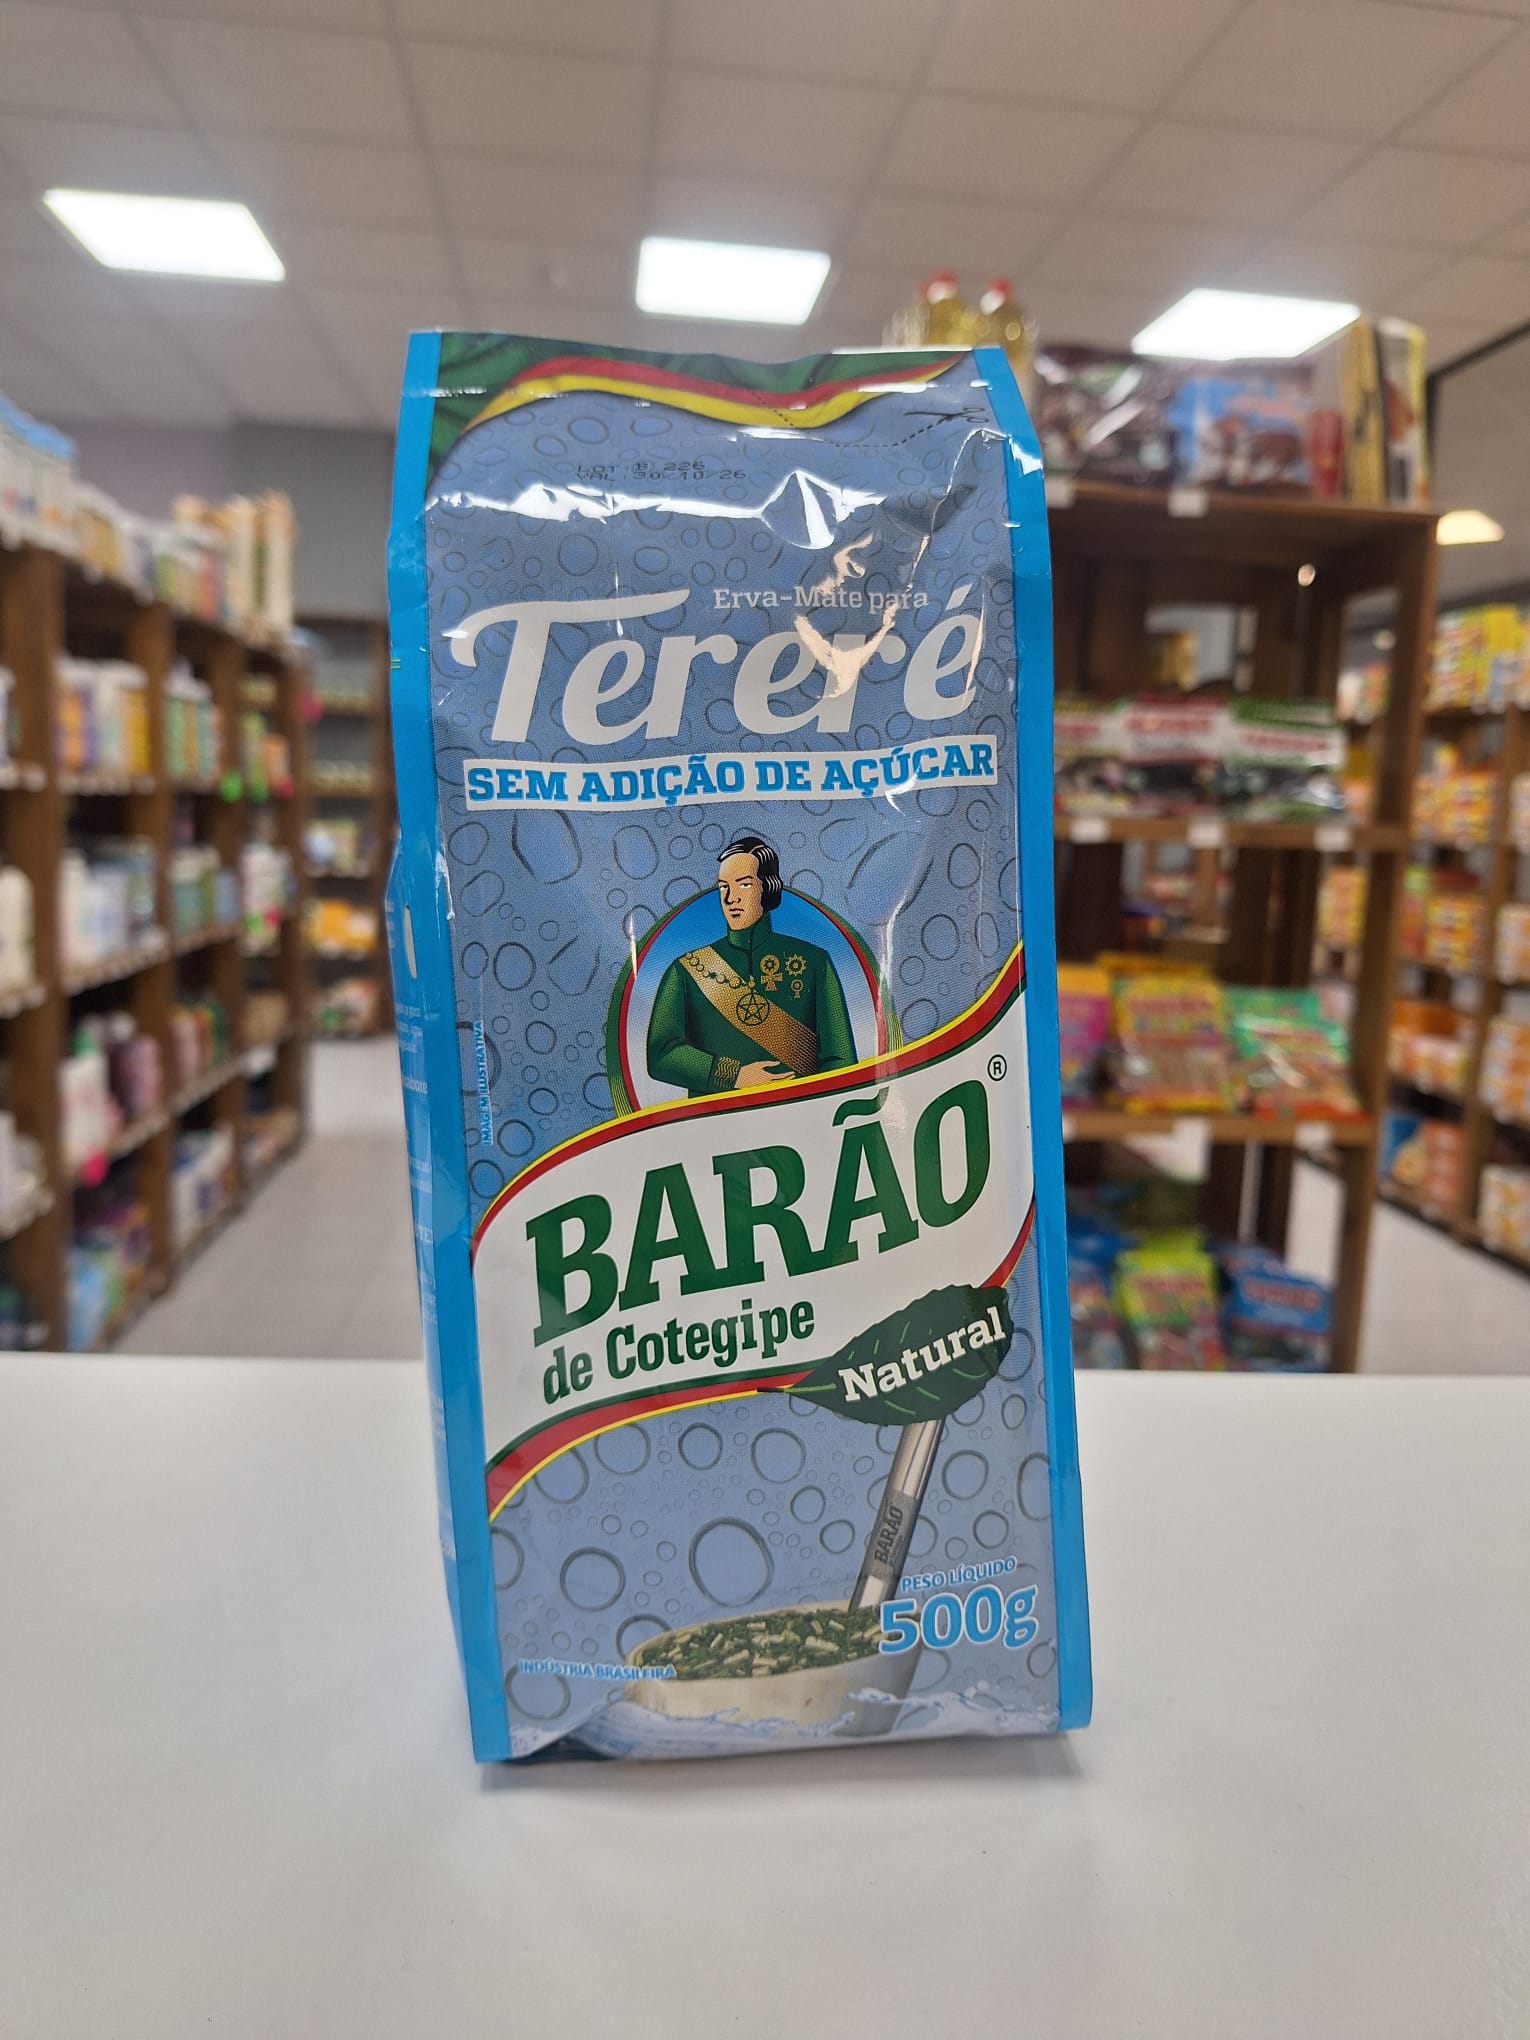 LOT: B 226
VAL: 30/10/26
Erva-Mate para
Tereré
SEM ADIÇÃO DE AÇÚCAR
IMAGEM ILUSTRATIVA
BARÃO®
de Cotegipe
Natural
BARÃO
PESO LÍQUIDO
500g
INDÚSTRIA BRASILEIRA